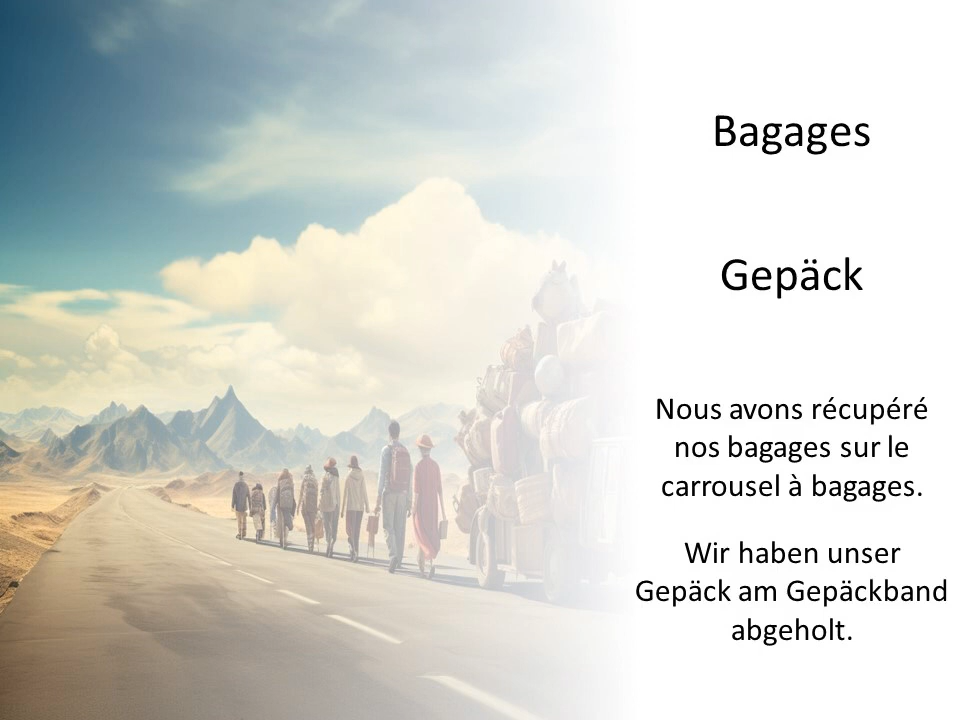 Bagages
Gepäck
Nous avons récupéré
nos bagages sur le
carrousel à bagages.
Wir haben unser
Gepäck am Gepäckband
abgeholt.